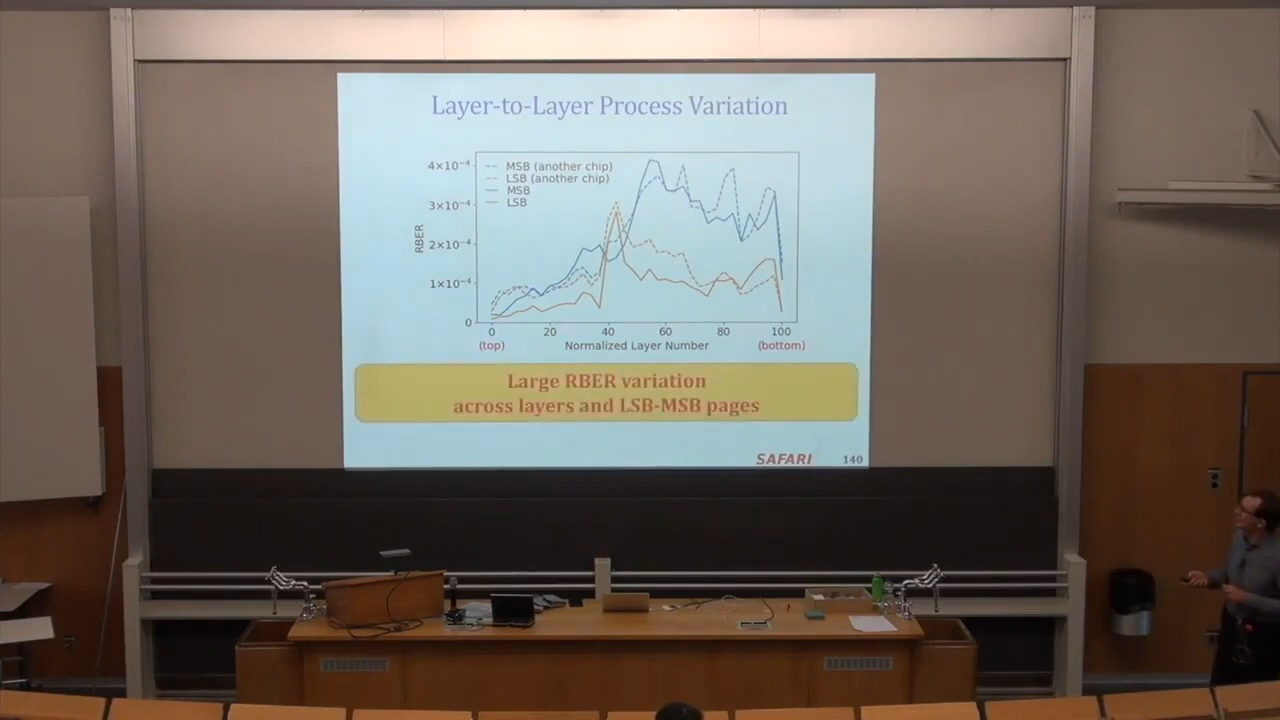 Layer-to-Layer Process Variation
4×10⁻⁴
3×10⁻⁴
2×10⁻⁴
1×10⁻⁴
0
RBER
MSB (another chip)
LSB (another chip)
MSB
LSB
0 20 40 60 80 100
(top) Normalized Layer Number (bottom)
Large RBER variation
across layers and LSB-MSB pages
SAFARI 140